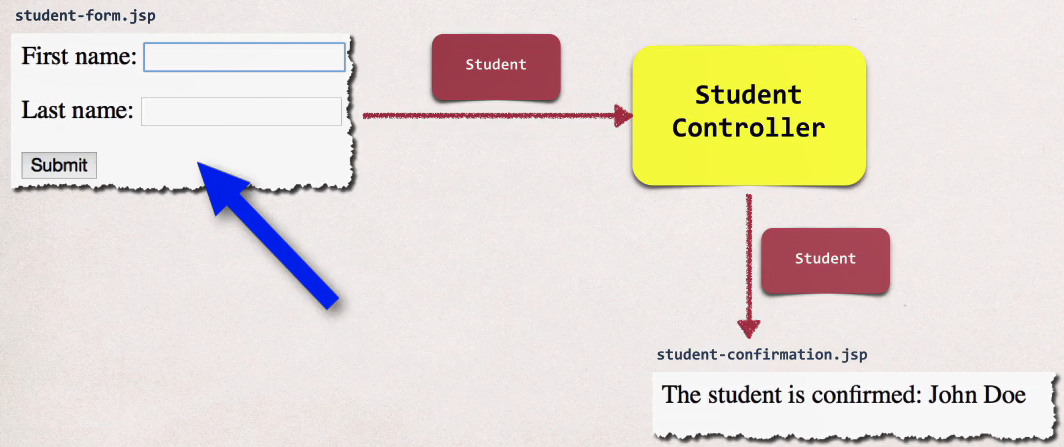 student-form.jsp
First name:
Last name:
Submit
Student
Student
Controller
Student
student-confirmation.jsp
The student is confirmed: John Doe